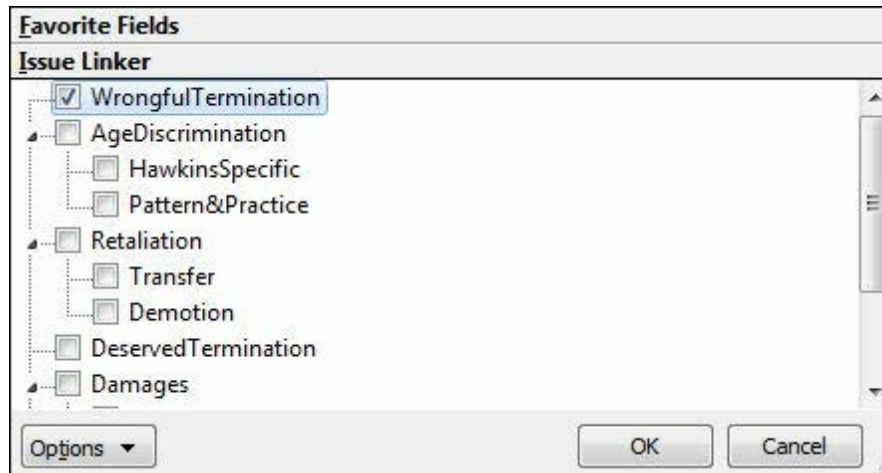 Favorite Fields
Issue Linker
WrongfulTermination
AgeDiscrimination
HawkinsSpecific
Pattern&Practice
Retaliation
Transfer
Demotion
DeservedTermination
Damages
Options
OK Cancel